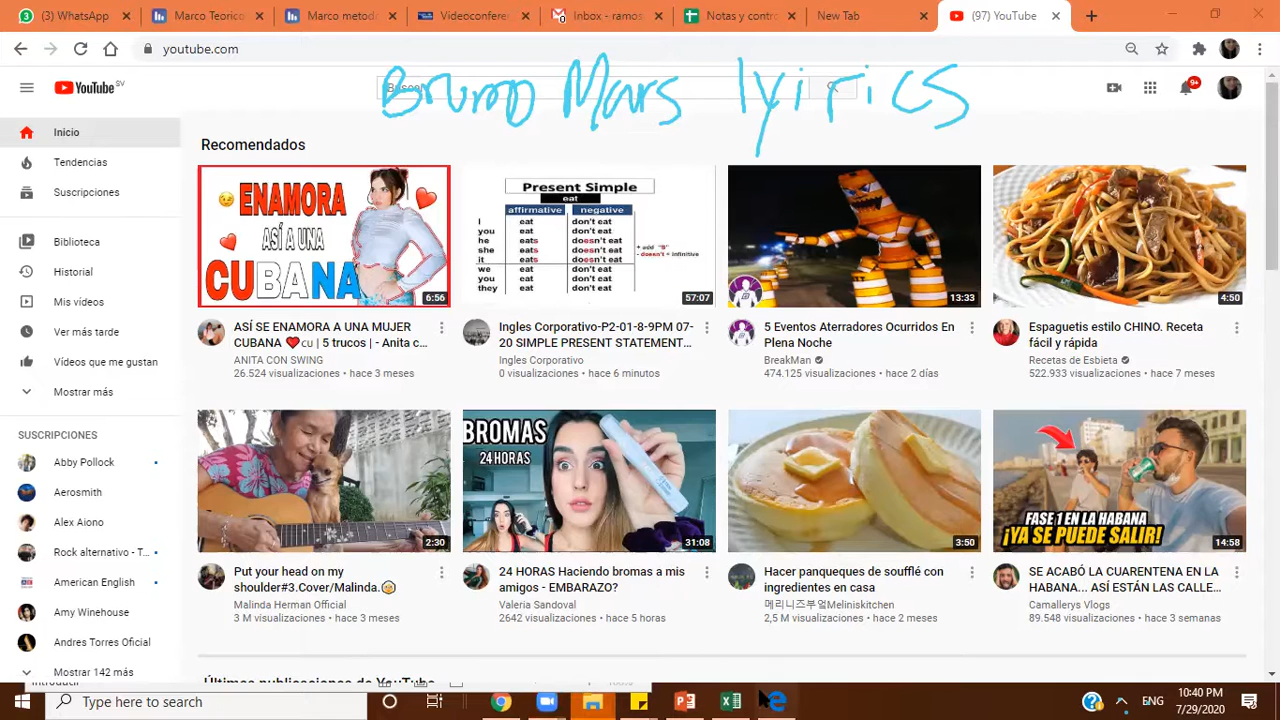 (3) WhatsApp
Marco Teorico
Marco metod
Videoconfere
Inbox - ramos
Notas y contr
New Tab
(97) YouTube
youtube.com
YouTube SV
Bruno Mars lyirics
9+
Inicio
Tendencias
Suscripciones
Biblioteca
Historial
Mis vídeos
Ver más tarde
Vídeos que me gustan
Mostrar más
SUSCRIPCIONES
Abby Pollock
Aerosmith
Alex Aiono
Rock alternativo - T...
American English
Amy Winehouse
Andres Torres Oficial
Mostrar 142 más
Recomendados
ENAMORA
ASÍ A UNA
CUBANA
6:56
ASÍ SE ENAMORA A UNA MUJER
CUBANA ❤️🇨🇺 | 5 trucos | - Anita c...
ANITA CON SWING
26.524 visualizaciones • hace 3 meses
Present Simple
eat
affirmative negative
I eat don't eat
you eat don't eat
he eats doesn't eat
she eats doesn't eat
it eats doesn't eat
we eat don't eat
you eat don't eat
they eat don't eat
+ add "S"
- doesn't + infinitive
57:07
Ingles Corporativo-P2-01-8-9PM 07-
20 SIMPLE PRESENT STATEMENT...
Ingles Corporativo
0 visualizaciones • hace 6 minutos
13:33
5 Eventos Aterradores Ocurridos En
Plena Noche
BreakMan
474.125 visualizaciones • hace 2 días
4:50
Espaguetis estilo CHINO. Receta
fácil y rápida
Recetas de Esbieta
522.933 visualizaciones • hace 7 meses
2:30
Put your head on my
shoulder#3.Cover/Malinda.🐵
Malinda Herman Official
3 M visualizaciones • hace 3 meses
BROMAS
24 HORAS
31:08
24 HORAS Haciendo bromas a mis
amigos - EMBARAZO?
Valeria Sandoval
2642 visualizaciones • hace 5 horas
3:50
Hacer panqueques de soufflé con
ingredientes en casa
메리니즈부엌Meliniskitchen
2,5 M visualizaciones • hace 2 meses
FASE 1 EN LA HABANA
¡YA SE PUEDE SALIR!
14:58
SE ACABÓ LA CUARENTENA EN LA
HABANA... ASÍ ESTÁN LAS CALLE...
Camallerys Vlogs
89.548 visualizaciones • hace 3 semanas
Type here to search
ENG
10:40 PM
7/29/2020